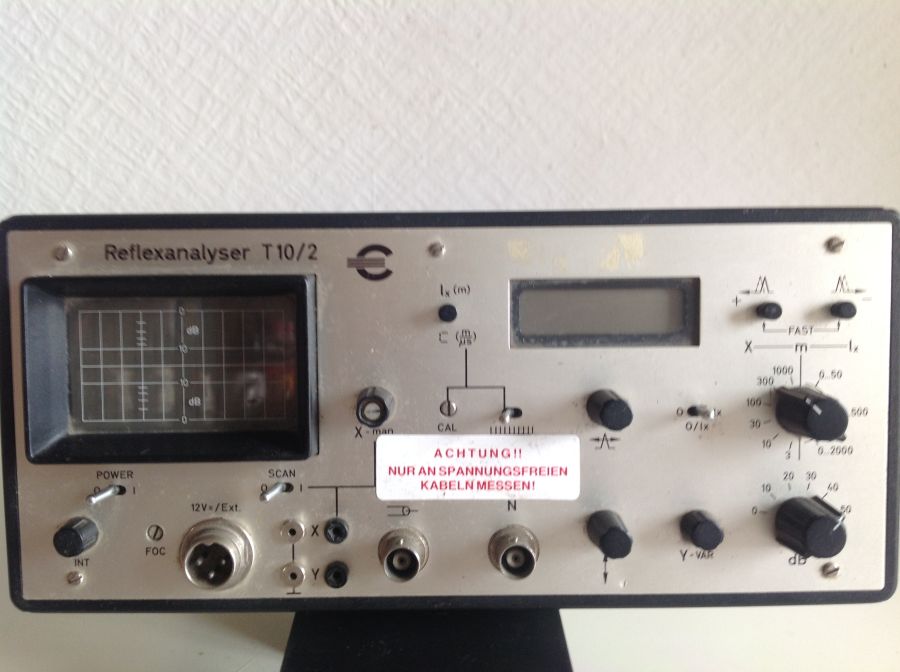 Reflexanalyser T10/2
lx (m)
+
–
FAST
X m lx
dB
10
10
dB
0
(m/µs)
1000
0...50
300
100
500
30
10
3
0...2000
CAL
0 lx
0/lx
X-man
ACHTUNG!!
NUR AN SPANNUNGSFREIEN
KABELN MESSEN!
POWER
0 I
SCAN
0 I
12V=/Ext.
INT
FOC
X
Y
N
Y-VAR
0
10
20
30
40
50
dB